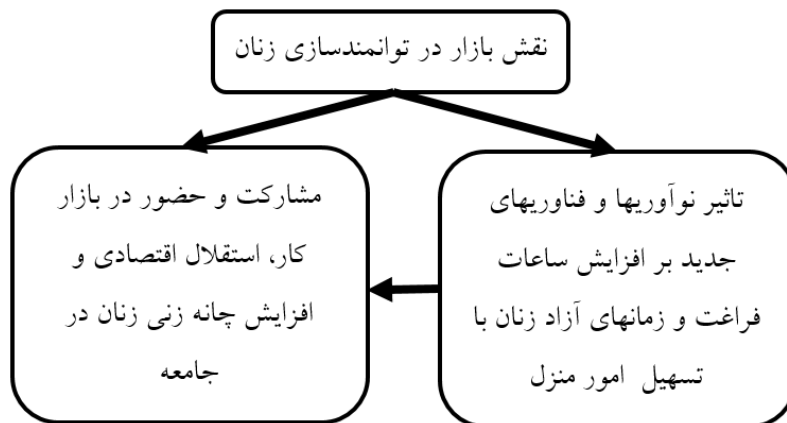 نقش بازار در توانمندسازی زنان
تاثیر نوآوریها و فناوریهای
جدید بر افزایش ساعات
فراغت و زمانهای آزاد زنان با
تسهیل امور منزل
مشارکت و حضور در بازار
کار، استقلال اقتصادی و
افزایش چانه زنی زنان در
جامعه